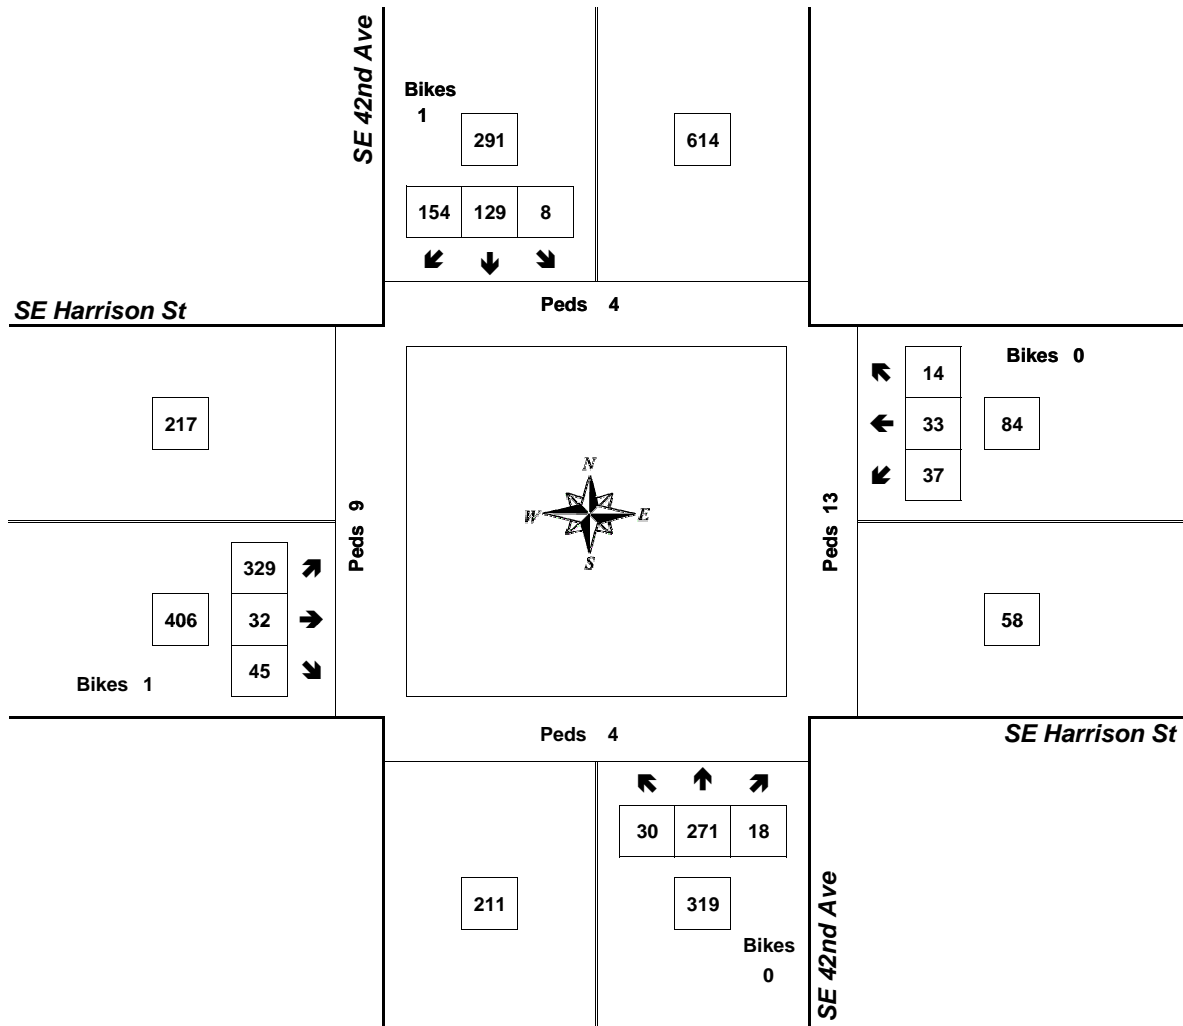 SE 42nd Ave
Bikes
1
291
614
154 129 8
SE Harrison St
Peds 4
Bikes 0
14
217
33 84
37
N
W E
S
Peds 9
Peds 13
329
406 32
58
45
Bikes 1
Peds 4
SE Harrison St
30 271 18
211
319
SE 42nd Ave
Bikes
0